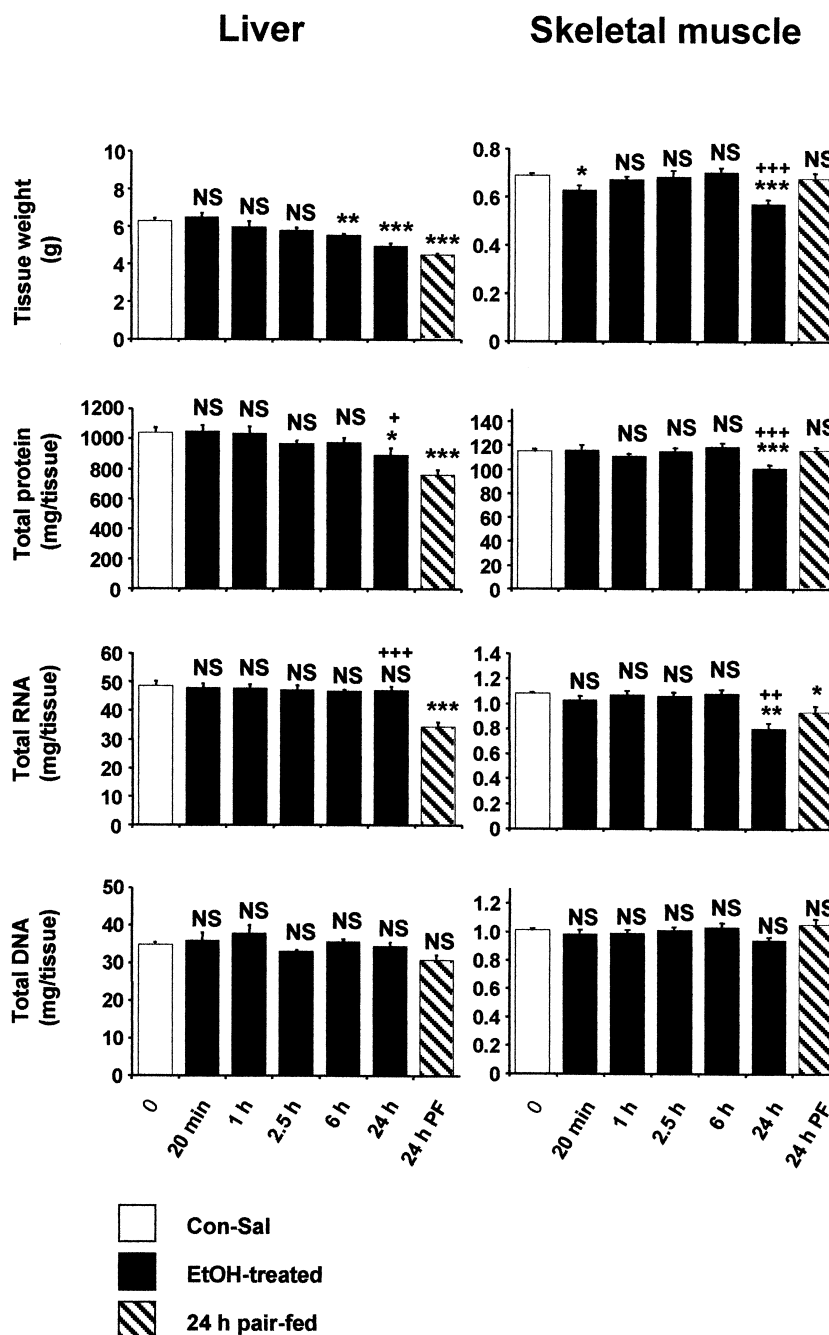 Liver
Skeletal muscle
Tissue weight
(g)
10
8
6
4
2
0
NS
NS
NS
**
***
***
0.8
0.6
0.4
0.2
0
*
NS
NS
NS
+++
***
NS
Total protein
(mg/tissue)
1200
1000
800
600
400
200
0
NS
NS
NS
NS
+
*
***
140
120
100
80
60
40
20
0
NS
NS
NS
+++
***
NS
Total RNA
(mg/tissue)
60
50
40
30
20
10
0
NS
NS
NS
NS
+++
NS
***
1.4
1.2
1.0
0.8
0.6
0.4
0.2
0
NS
NS
NS
NS
++
**
*
Total DNA
(mg/tissue)
50
40
30
20
10
0
NS
NS
NS
NS
NS
NS
1.2
1.0
0.8
0.6
0.4
0.2
0
NS
NS
NS
NS
NS
NS
0
20 min
1 h
2.5 h
6 h
24 h
24 h PF
0
20 min
1 h
2.5 h
6 h
24 h
24 h PF
Con-Sal
EtOH-treated
24 h pair-fed